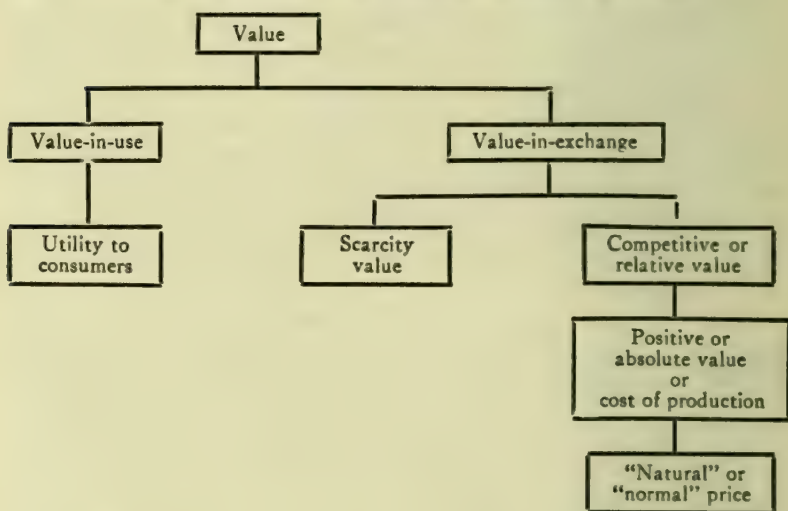 Value
Value-in-use
Value-in-exchange
Utility to
consumers
Scarcity
value
Competitive or
relative value
Positive or
absolute value
or
cost of production
“Natural” or
“normal” price